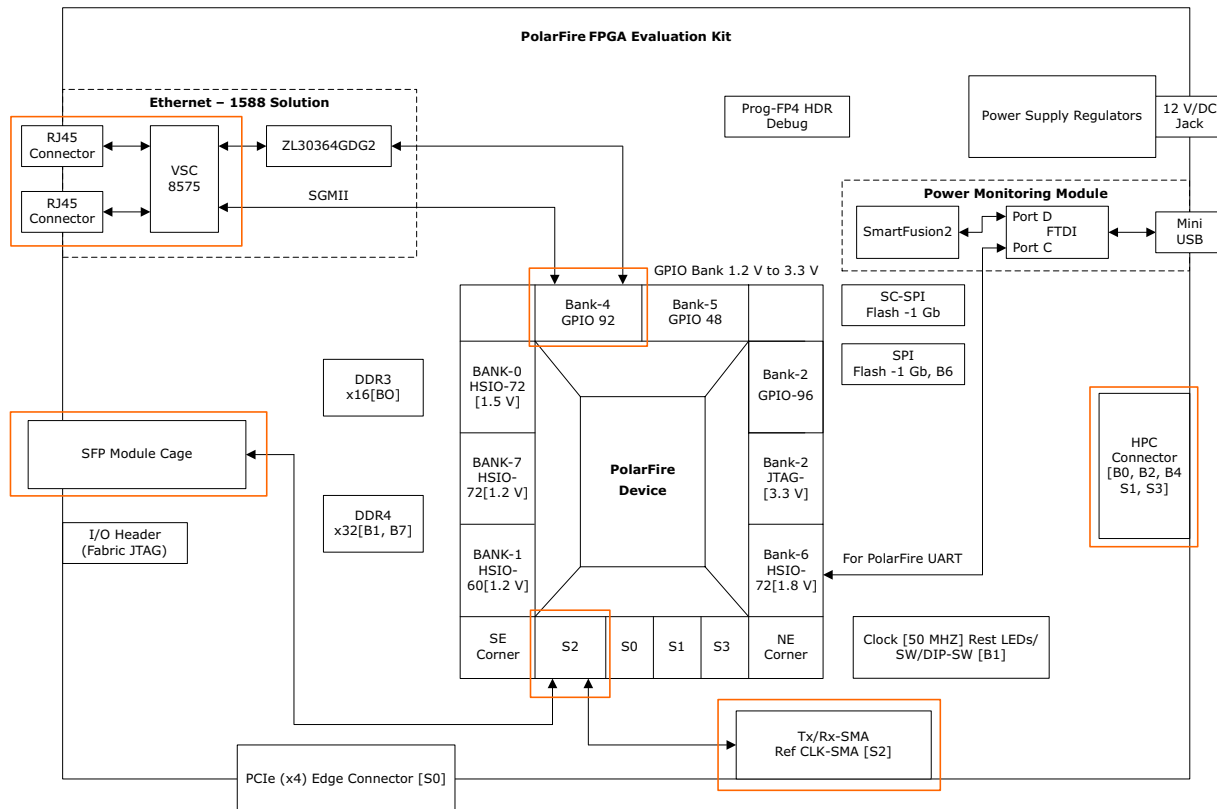 PolarFire FPGA Evaluation Kit
Ethernet – 1588 Solution
RJ45
Connector
RJ45
Connector
VSC
8575
ZL30364GDG2
SGMII
Prog-FP4 HDR
Debug
Power Supply Regulators
12 V/DC
Jack
Power Monitoring Module
SmartFusion2
Port D
FTDI
Port C
Mini
USB
GPIO Bank 1.2 V to 3.3 V
Bank-4
GPIO 92
Bank-5
GPIO 48
SC-SPI
Flash -1 Gb
SPI
Flash -1 Gb, B6
DDR3
x16[BO]
BANK-0
HSIO-72
[1.5 V]
Bank-2
GPIO-96
SFP Module Cage
HPC
Connector
[B0, B2, B4
S1, S3]
BANK-7
HSIO-
72[1.2 V]
PolarFire
Device
Bank-2
JTAG-
[3.3 V]
DDR4
x32[B1, B7]
I/O Header
(Fabric JTAG)
BANK-1
HSIO-
60[1.2 V]
Bank-6
HSIO-
72[1.8 V]
For PolarFire UART
SE
Corner
S2
S0
S1
S3
NE
Corner
Clock [50 MHZ] Rest LEDs/
SW/DIP-SW [B1]
Tx/Rx-SMA
Ref CLK-SMA [S2]
PCIe (x4) Edge Connector [S0]